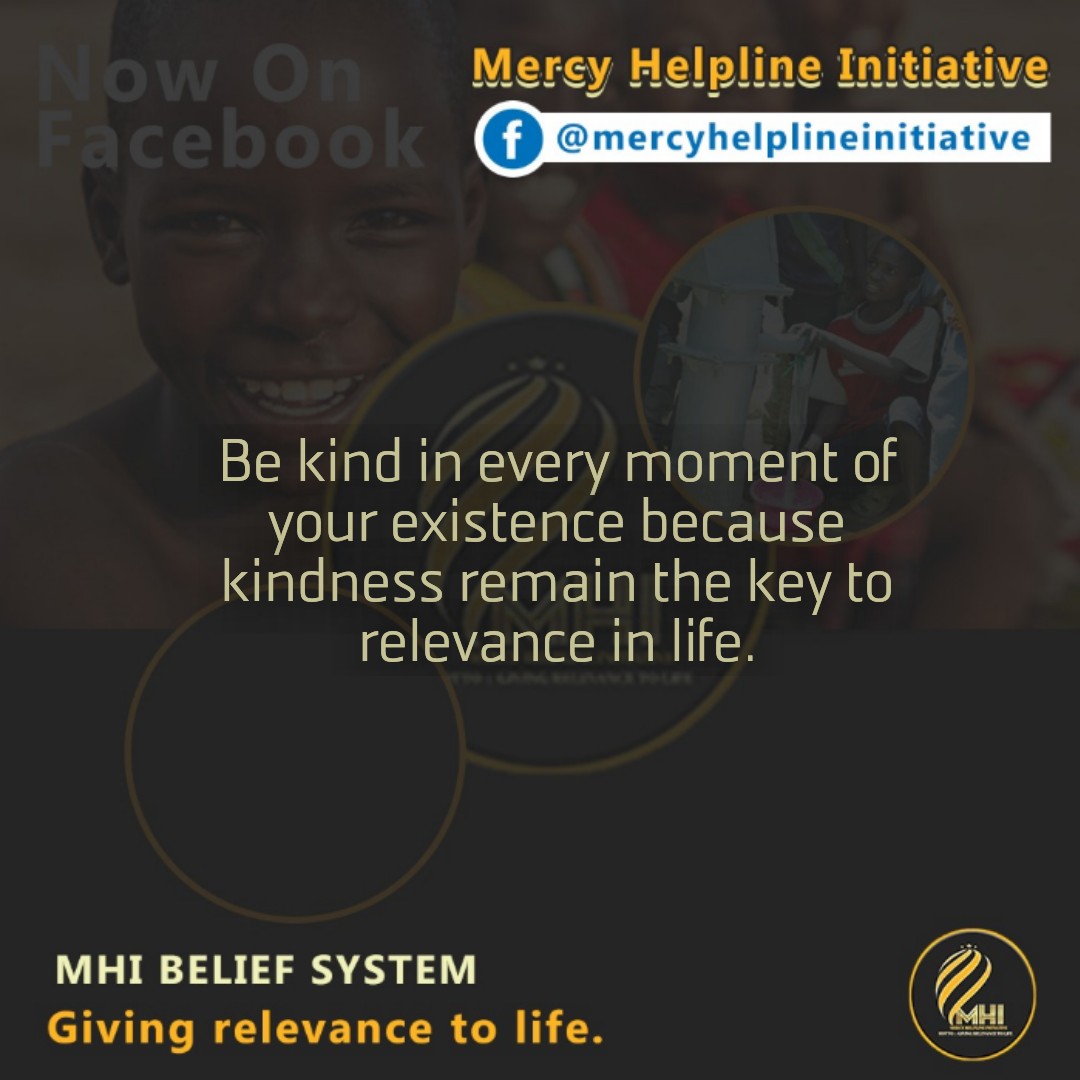 Now On
Facebook
Mercy Helpline Initiative
f @mercyhelplineinitiative
Be kind in every moment of
your existence because
kindness remain the key to
relevance in life.
MHI
MHI BELIEF SYSTEM
Giving relevance to life.
MHI